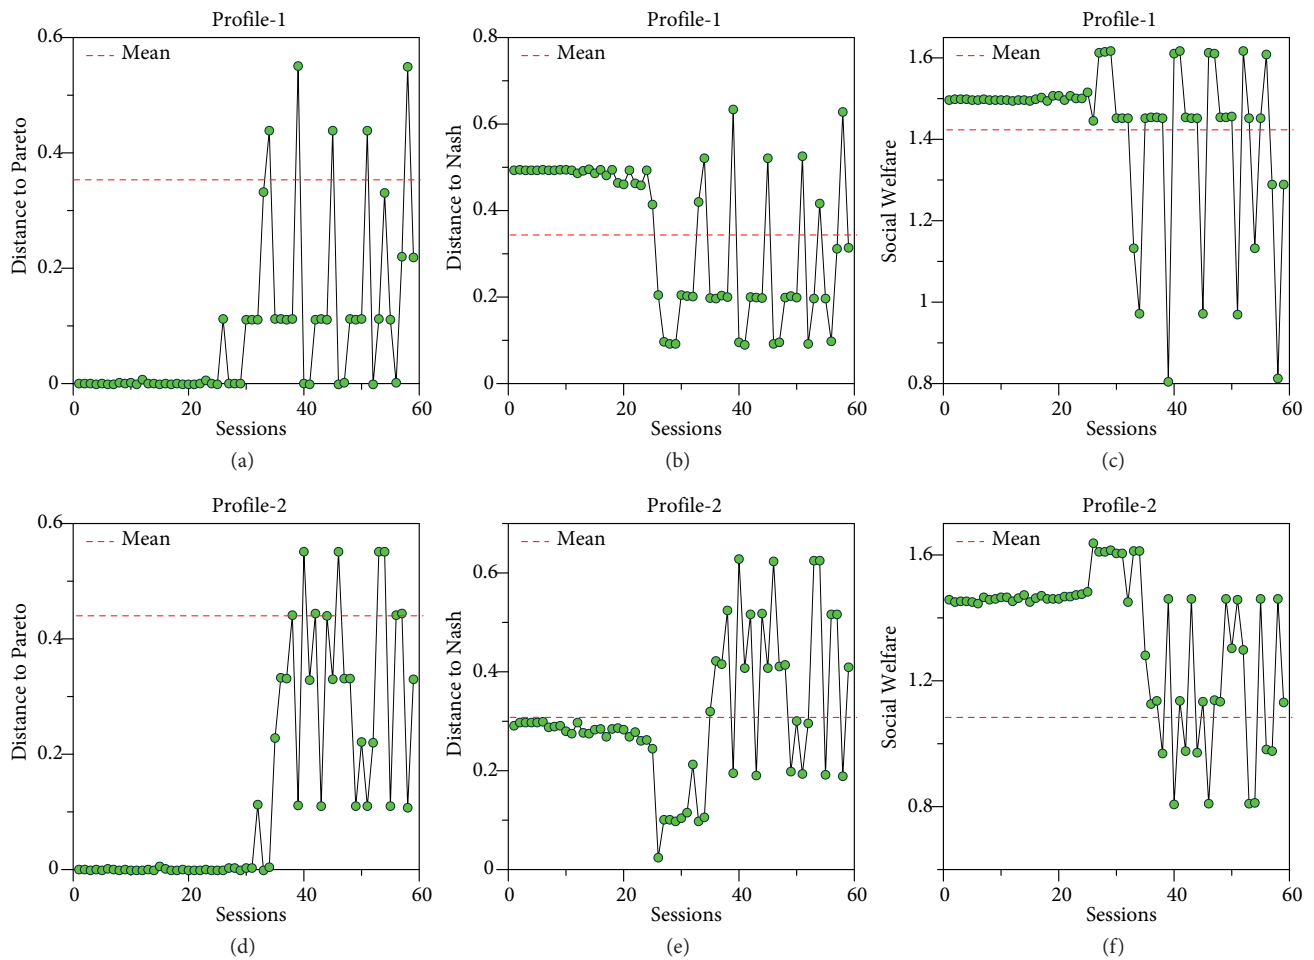 Profile-1
Mean
Distance to Pareto
0.6
0.4
0.2
0
0 20 40 60
Sessions
(a)
Profile-1
Mean
Distance to Nash
0.8
0.6
0.4
0.2
0
0 20 40 60
Sessions
(b)
Profile-1
Mean
Social Welfare
1.6
1.4
1.2
1
0.8
0 20 40 60
Sessions
(c)
Profile-2
Mean
Distance to Pareto
0.6
0.4
0.2
0
0 20 40 60
Sessions
(d)
Profile-2
Mean
Distance to Nash
0.6
0.4
0.2
0
0 20 40 60
Sessions
(e)
Profile-2
Mean
Social Welfare
1.6
1.2
0.8
0 20 40 60
Sessions
(f)